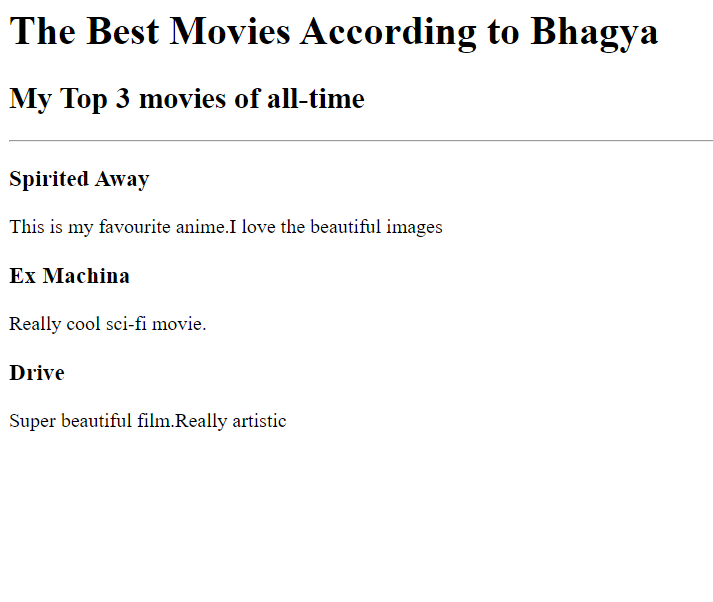 The Best Movies According to Bhagya
My Top 3 movies of all-time
Spirited Away
This is my favourite anime.I love the beautiful images
Ex Machina
Really cool sci-fi movie.
Drive
Super beautiful film.Really artistic